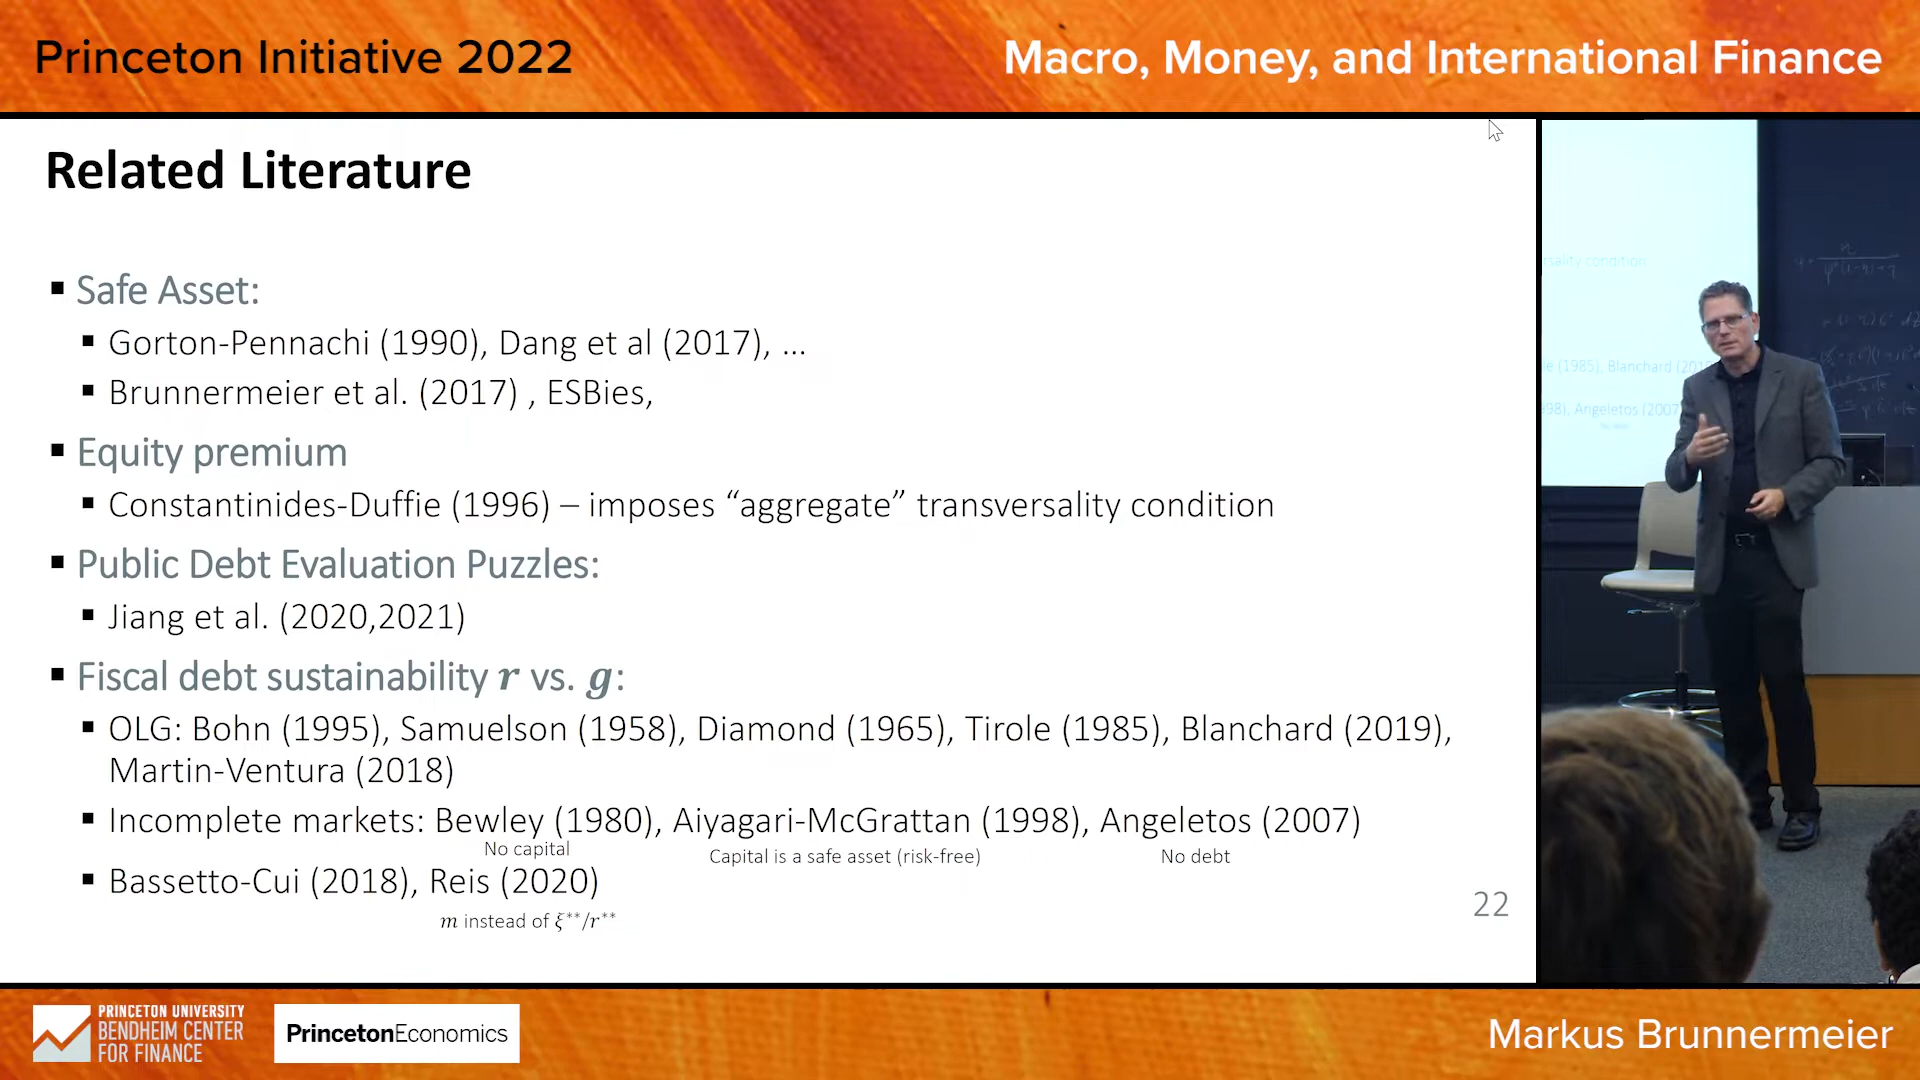 Princeton Initiative 2022
Macro, Money, and International Finance
Related Literature
▪ Safe Asset:
▪ Gorton-Pennachi (1990), Dang et al (2017), ...
▪ Brunnermeier et al. (2017) , ESBies,
▪ Equity premium
▪ Constantinides-Duffie (1996) – imposes “aggregate” transversality condition
▪ Public Debt Evaluation Puzzles:
▪ Jiang et al. (2020,2021)
▪ Fiscal debt sustainability r vs. g:
▪ OLG: Bohn (1995), Samuelson (1958), Diamond (1965), Tirole (1985), Blanchard (2019),
Martin-Ventura (2018)
▪ Incomplete markets: Bewley (1980), Aiyagari-McGrattan (1998), Angeletos (2007)
No capital
Capital is a safe asset (risk-free)
No debt
▪ Bassetto-Cui (2018), Reis (2020)
m instead of ξ**/r**
22
condition
(1985), Blanchard
Angeletos (2007
PRINCETON UNIVERSITY
BENDHEIM CENTER
FOR FINANCE
PrincetonEconomics
Markus Brunnermeier